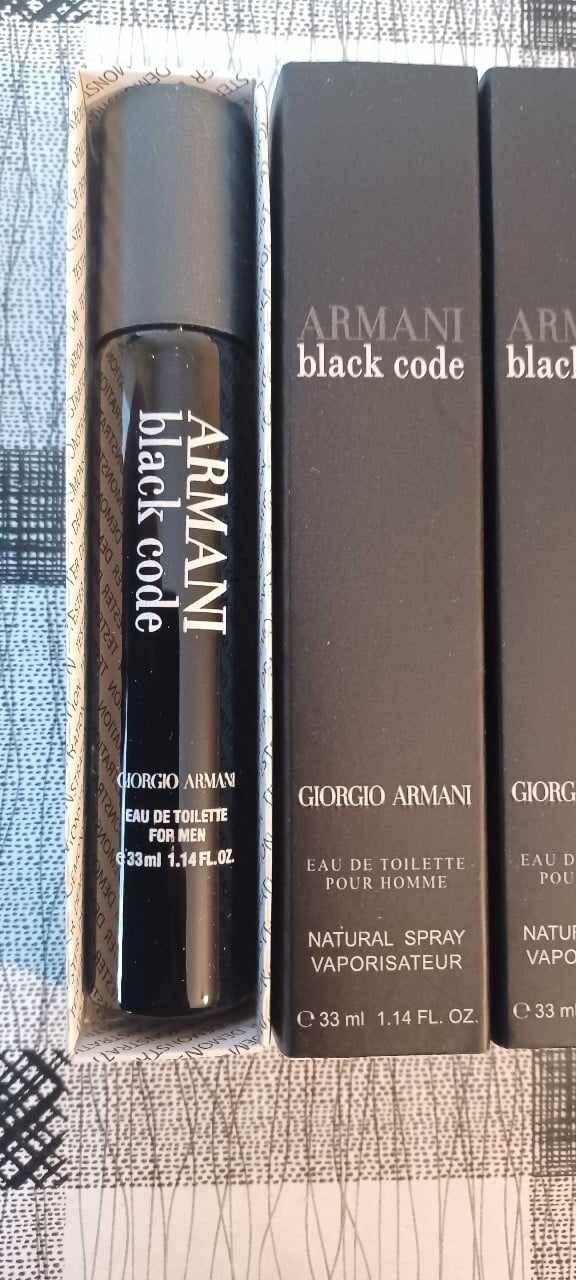 ARMANI
black code
GIORGIO ARMANI
EAU DE TOILETTE
FOR MEN
℮33ml 1.14 FL.OZ.
ARMANI
black code
GIORGIO ARMANI
EAU DE TOILETTE
POUR HOMME
NATURAL SPRAY
VAPORISATEUR
℮ 33 ml 1.14 FL. OZ.
ARM
black
GIORG
EAU D
POU
NATUR
VAPO
℮ 33 ml